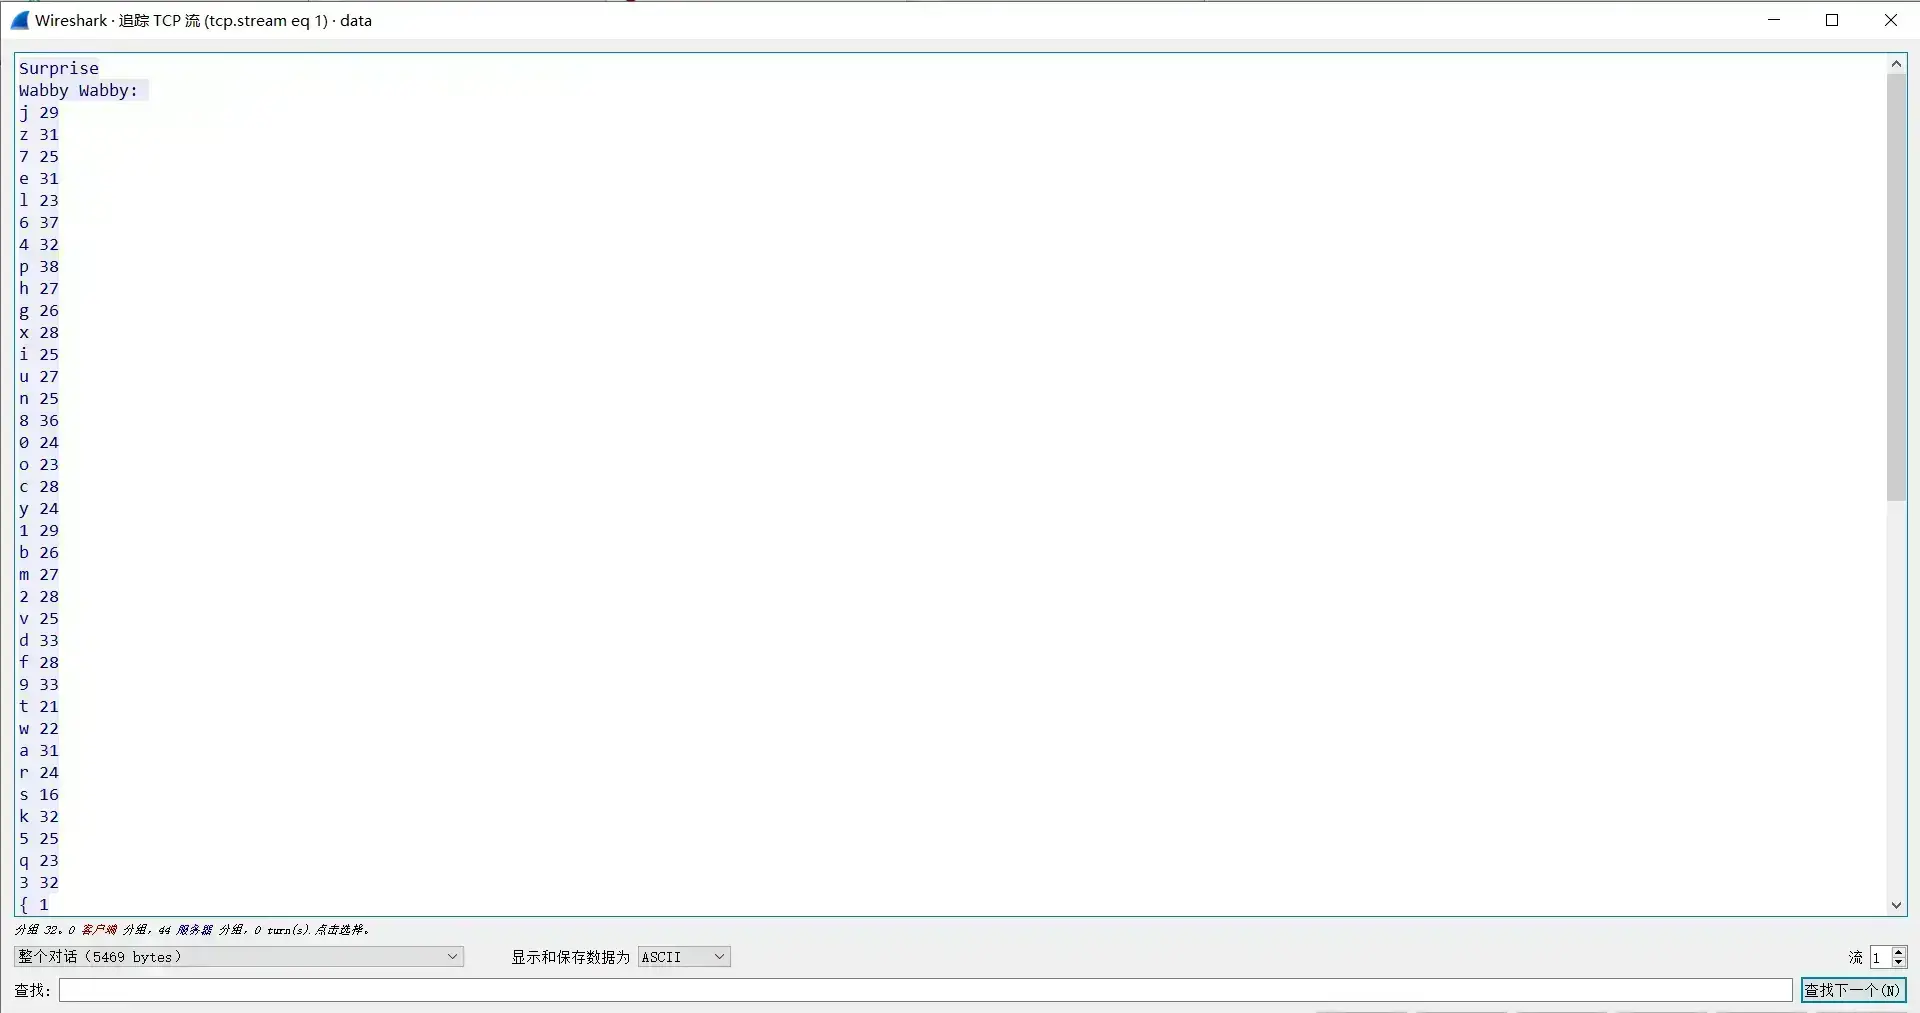 Wireshark · 追踪 TCP 流 (tcp.stream eq 1) · data
Surprise
Wabby Wabby:
j 29
z 31
7 25
e 31
l 23
6 37
4 32
p 38
h 27
g 26
x 28
i 25
u 27
n 25
8 36
0 24
o 23
c 28
y 24
1 29
b 26
m 27
2 28
v 25
d 33
f 28
9 33
t 21
w 22
a 31
r 24
s 16
k 32
5 25
q 23
3 32
{ 1
分组 32。0 客户端 分组, 44 服务器 分组, 0 turn(s).点击选择。
整个对话（5469 bytes） 显示和保存数据为 ASCII 流 1
查找: 查找下一个(N)